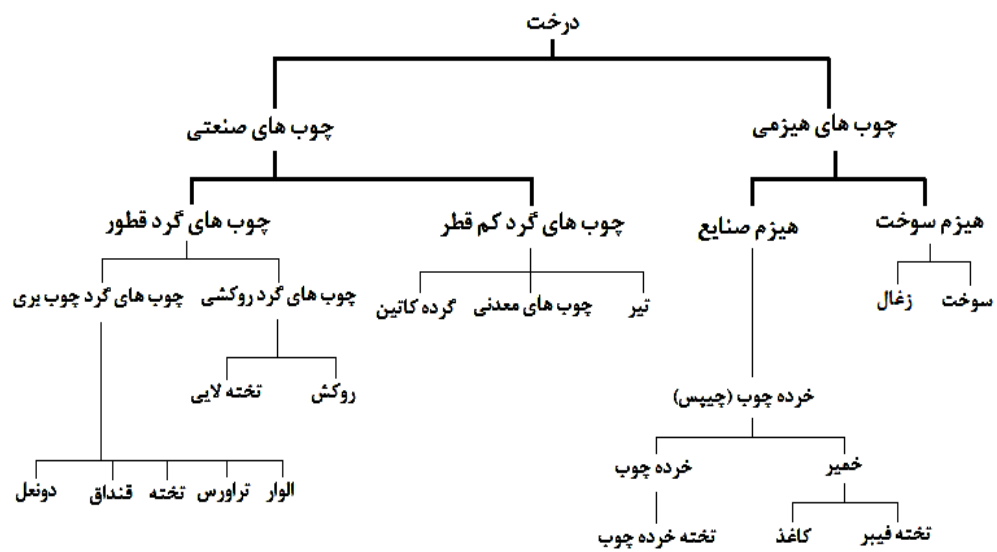 درخت
چوب های هیزمی
چوب های صنعتی
هیزم سوخت
هیزم صنایع
چوب های گرد کم قطر
چوب های گرد قطور
سوخت
زغال
تیر
چوب های معدنی
گرده کاتین
چوب های گرد روکشی
چوب های گرد چوب بری
روکش
تخته لایی
خرده چوب (چیپس)
خمیر
خرده چوب
الوار
تراورس
تخته
قنداق
دونعل
تخته فیبر
کاغذ
تخته خرده چوب